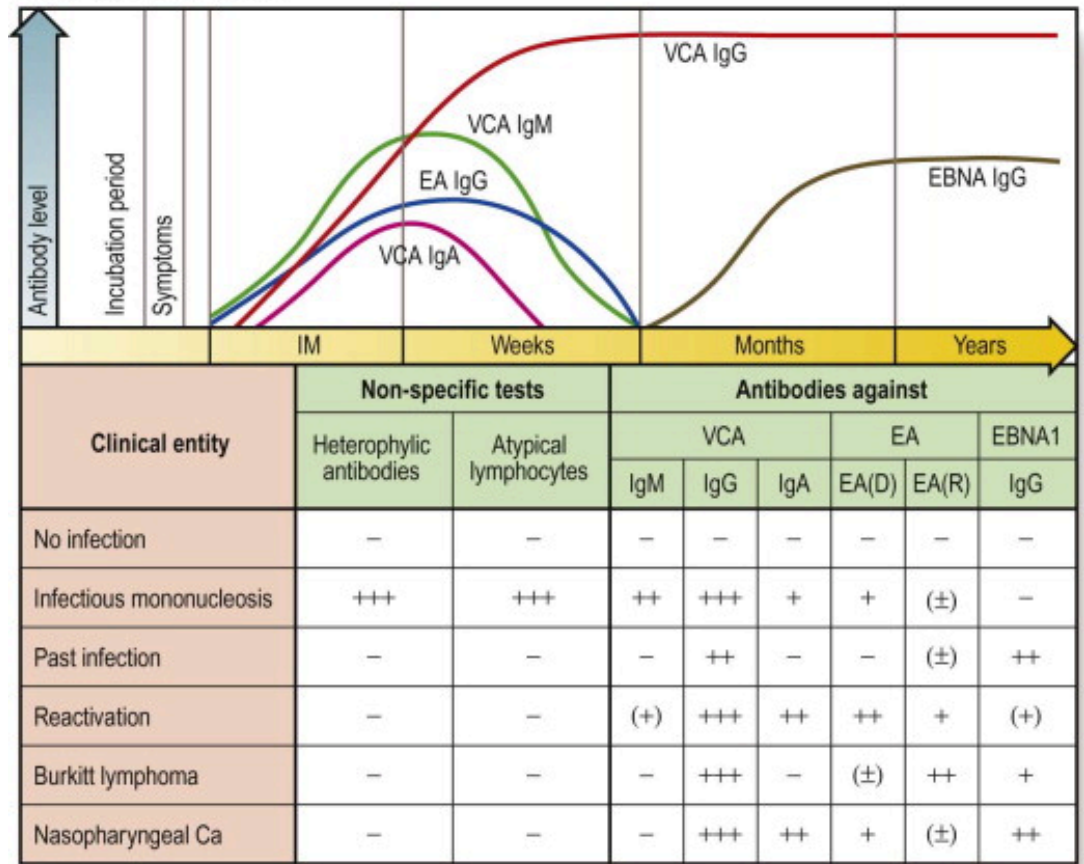 Antibody level
Incubation period
Symptoms
VCA IgG
VCA IgM
EA IgG
VCA IgA
EBNA IgG
IM Weeks Months Years
Clinical entity
Non-specific tests
Antibodies against
Heterophylic
antibodies
Atypical
lymphocytes
VCA EA EBNA1
IgM IgG IgA EA(D) EA(R) IgG
No infection – – – – – – – –
Infectious mononucleosis +++ +++ ++ +++ + + (±) –
Past infection – – – ++ – – (±) ++
Reactivation – – (+) +++ ++ ++ + (+)
Burkitt lymphoma – – – +++ – (±) ++ +
Nasopharyngeal Ca – – – +++ ++ + (±) ++